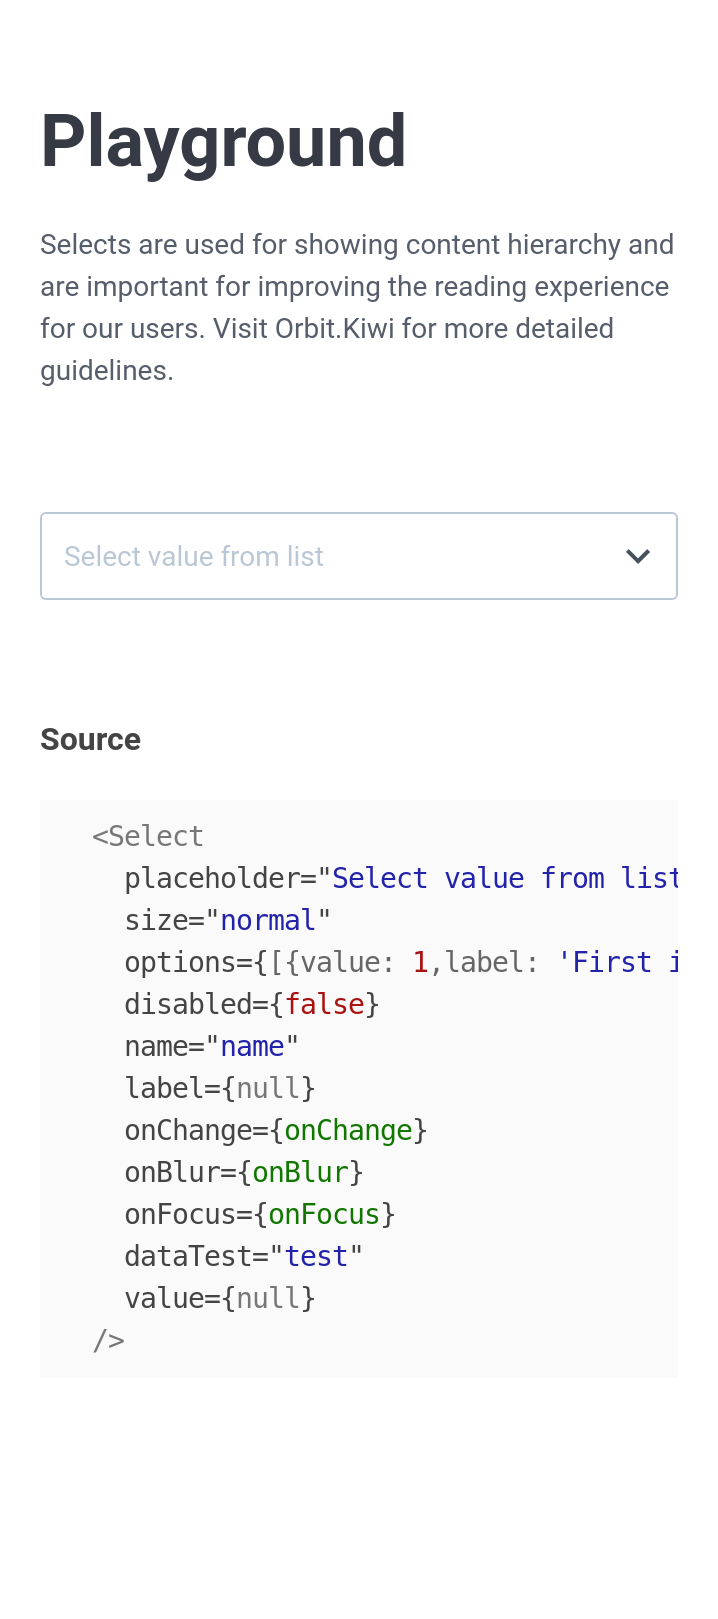 Playground
Selects are used for showing content hierarchy and
are important for improving the reading experience
for our users. Visit Orbit.Kiwi for more detailed
guidelines.
Select value from list
Source
<Select
placeholder="Select value from list
size="normal"
options={[{value: 1,label: 'First
disabled={false}
name="name"
label={null}
onChange={onChange}
onBlur={onBlur}
onFocus={onFocus}
dataTest="test"
value={null}
/>